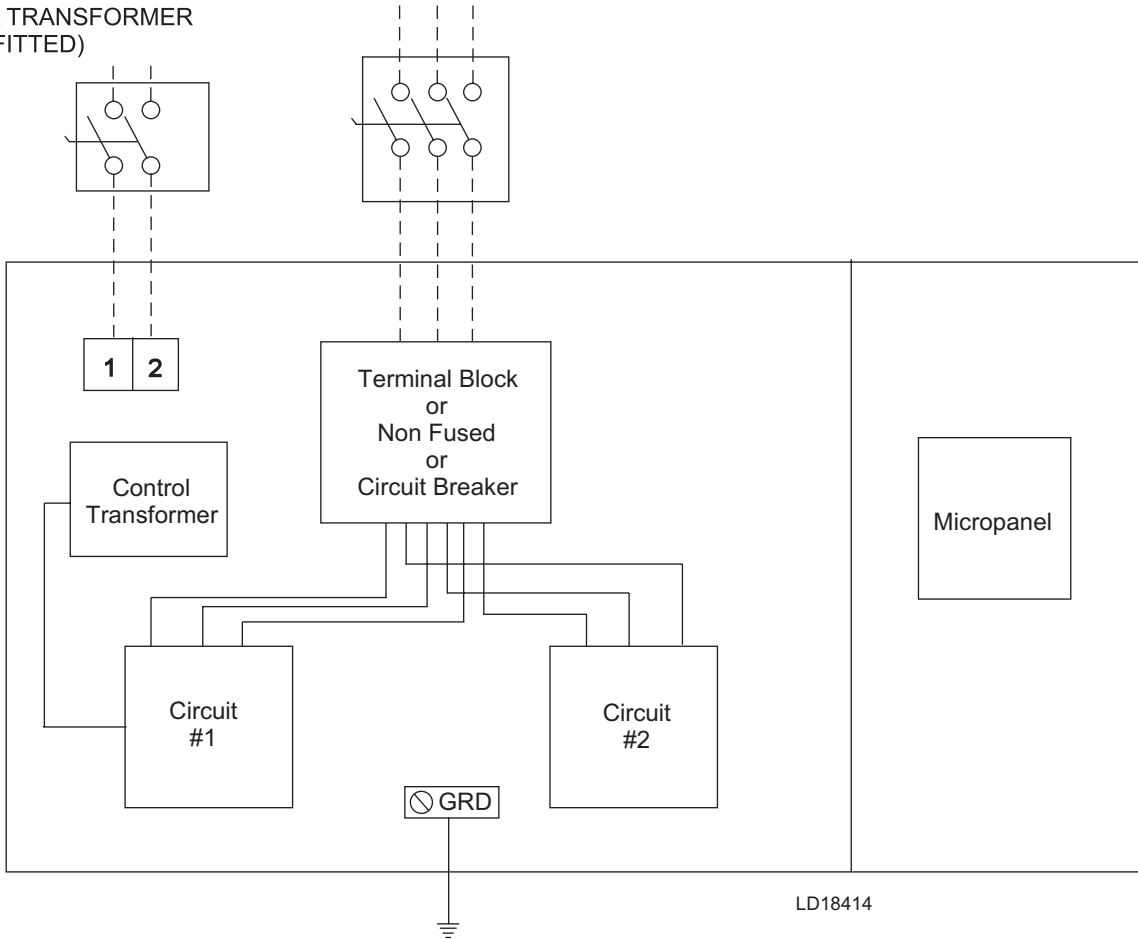 TRANSFORMER
FITTED)
1 2
Terminal Block
or
Non Fused
or
Circuit Breaker
Control
Transformer
Micropanel
Circuit
#1
Circuit
#2
GRD
LD18414